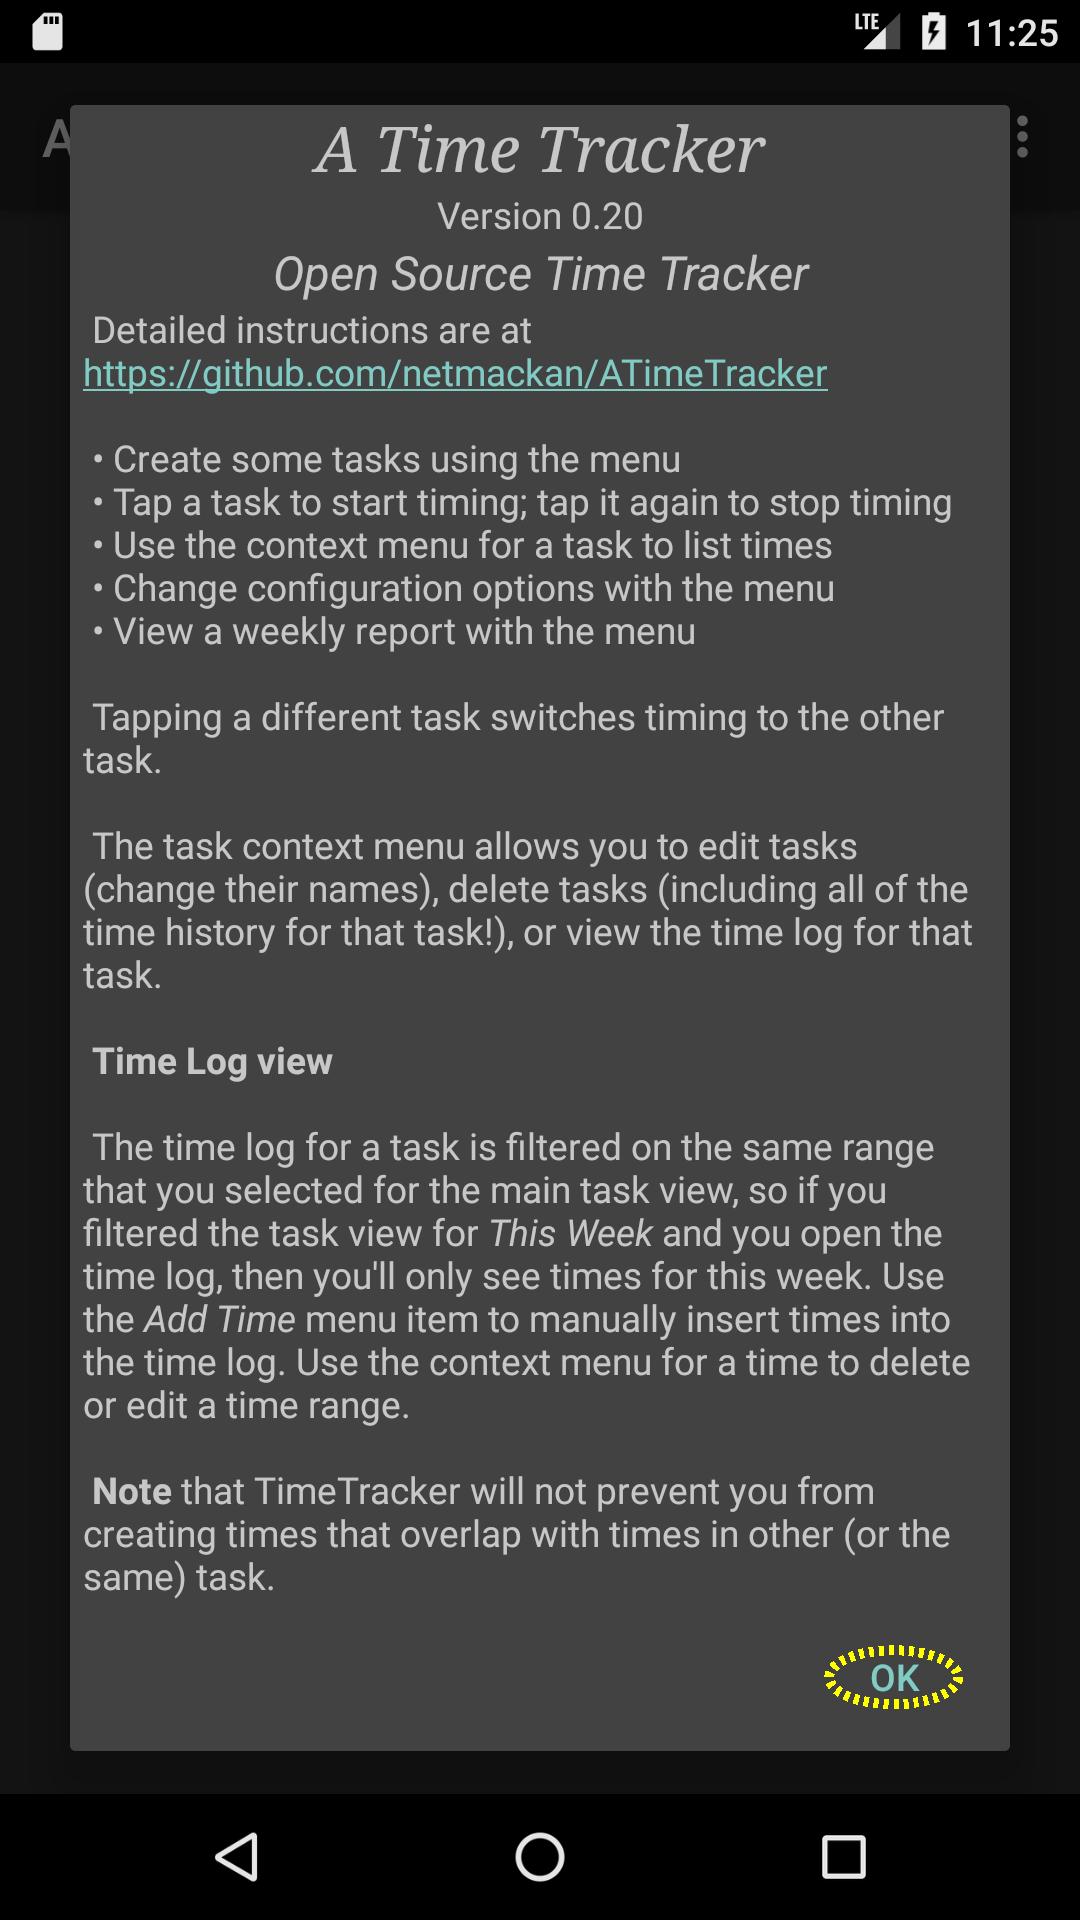 LTE 11:25
A
A Time Tracker
Version 0.20
Open Source Time Tracker
Detailed instructions are at
https://github.com/netmackan/ATimeTracker
• Create some tasks using the menu
• Tap a task to start timing; tap it again to stop timing
• Use the context menu for a task to list times
• Change configuration options with the menu
• View a weekly report with the menu
Tapping a different task switches timing to the other
task.
The task context menu allows you to edit tasks
(change their names), delete tasks (including all of the
time history for that task!), or view the time log for that
task.
Time Log view
The time log for a task is filtered on the same range
that you selected for the main task view, so if you
filtered the task view for This Week and you open the
time log, then you'll only see times for this week. Use
the Add Time menu item to manually insert times into
the time log. Use the context menu for a time to delete
or edit a time range.
Note that TimeTracker will not prevent you from
creating times that overlap with times in other (or the
same) task.
OK